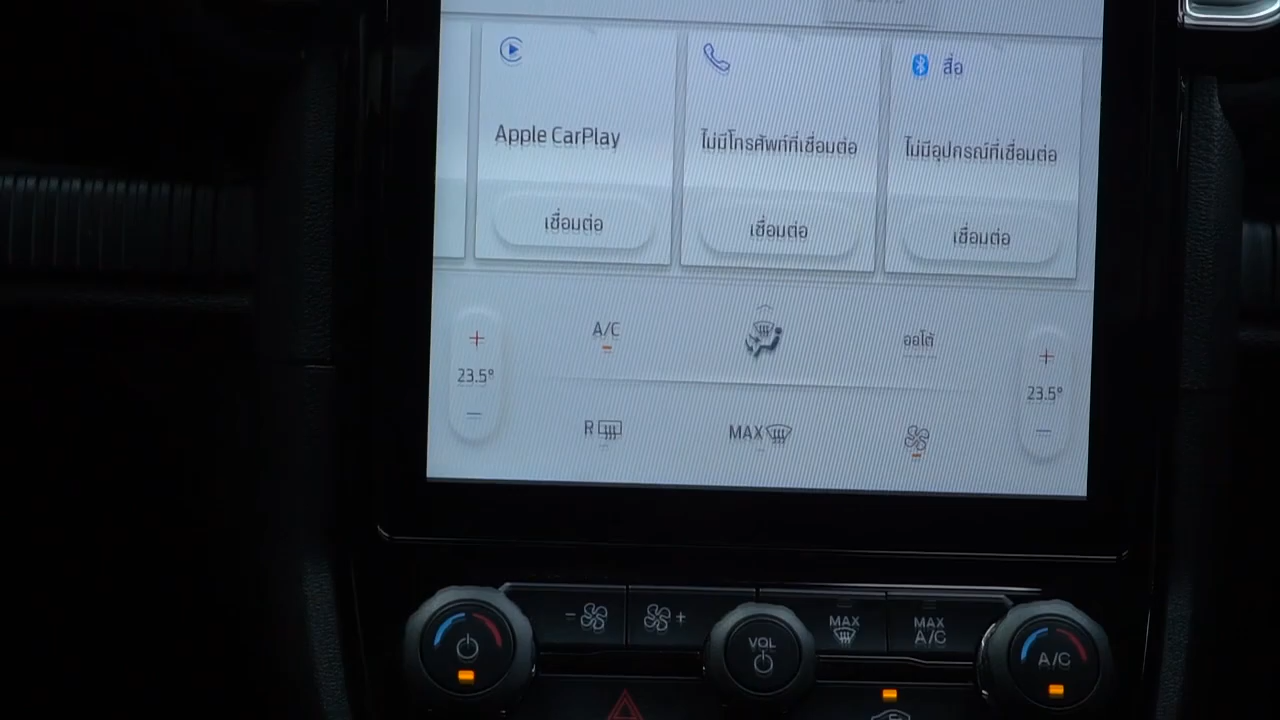 สื่อ
Apple CarPlay
ไม่มีโทรศัพท์ที่เชื่อมต่อ
ไม่มีอุปกรณ์ที่เชื่อมต่อ
เชื่อมต่อ
เชื่อมต่อ
เชื่อมต่อ
+
A/C
ออโต้
+
23.5°
23.5°
R
MAX
- +
VOL
MAX
MAX
A/C
A/C